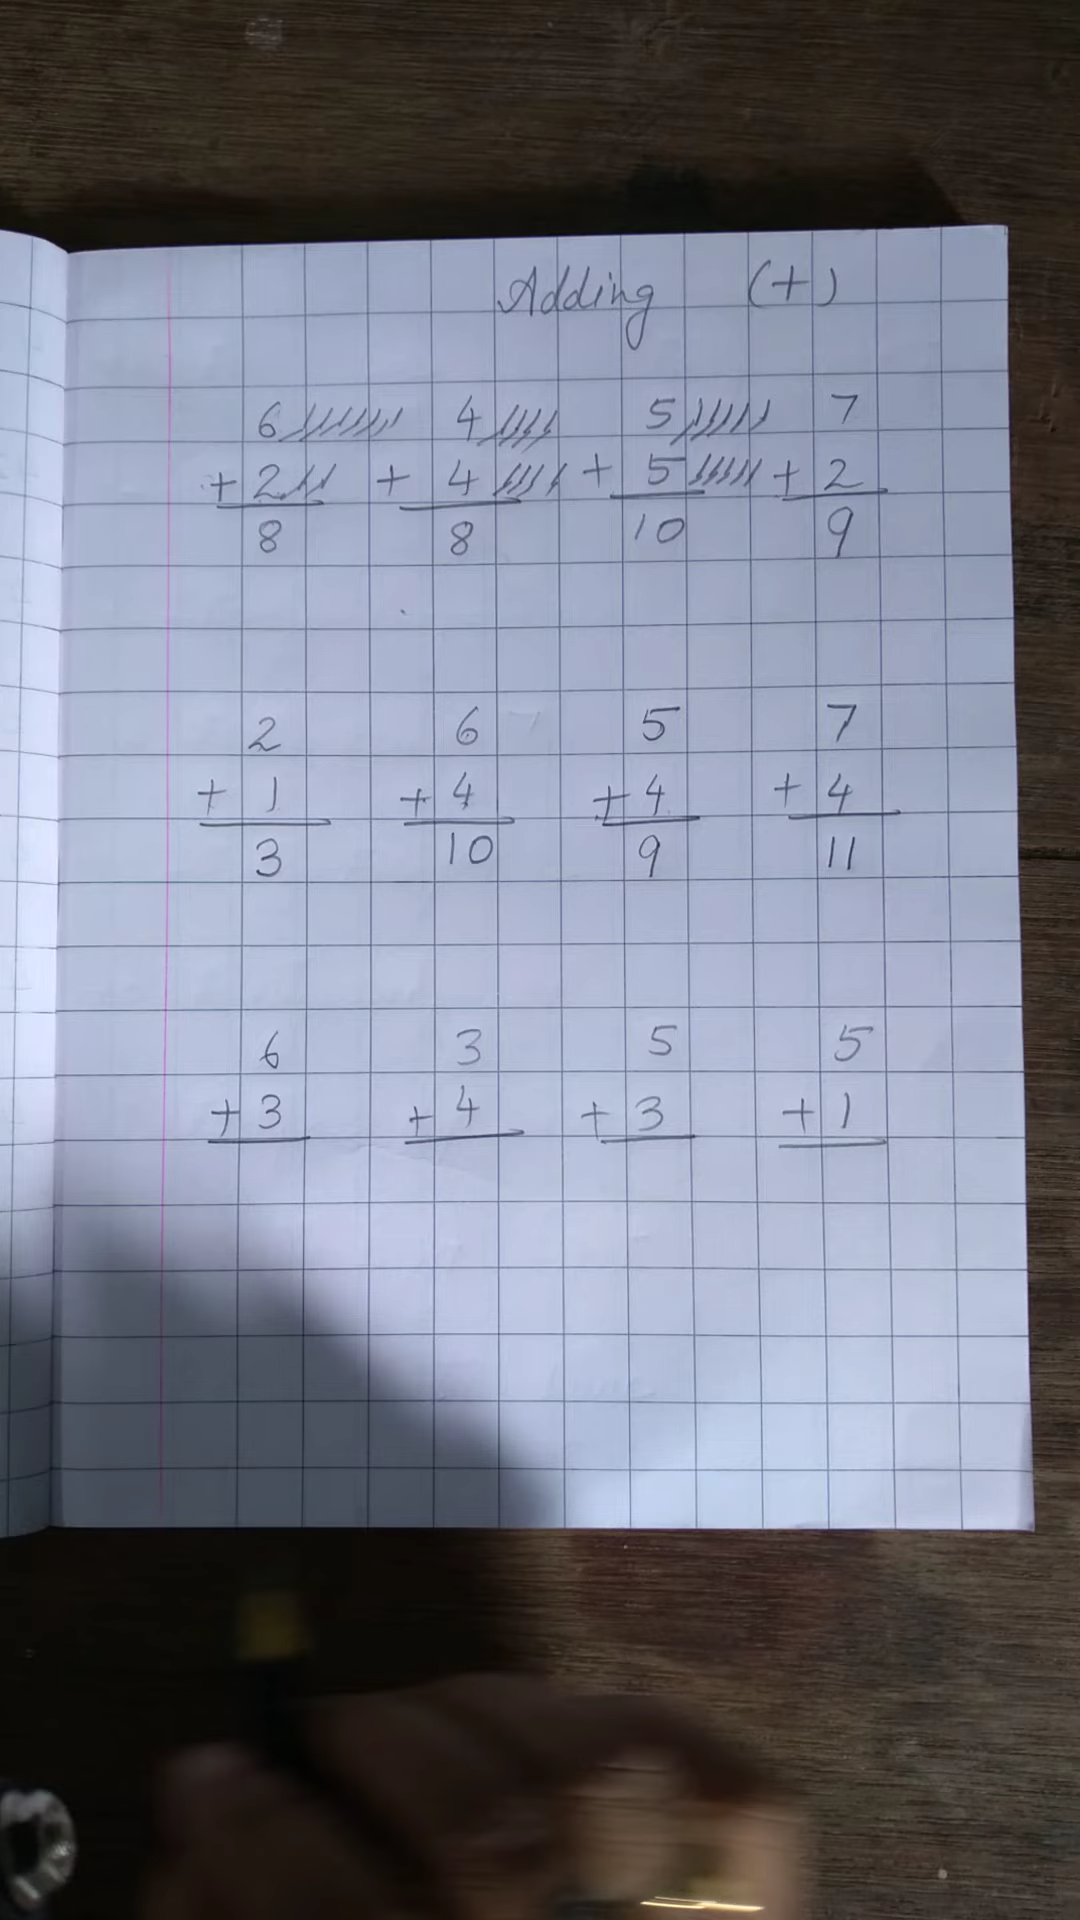 Adding (+)
6 4 5 7
+ 2 + 4 + 5 + 2
8 8 10 9
2 6 5 7
+ 1 + 4 + 4 + 4
3 10 9 11
6 3 5 5
+ 3 + 4 + 3 + 1